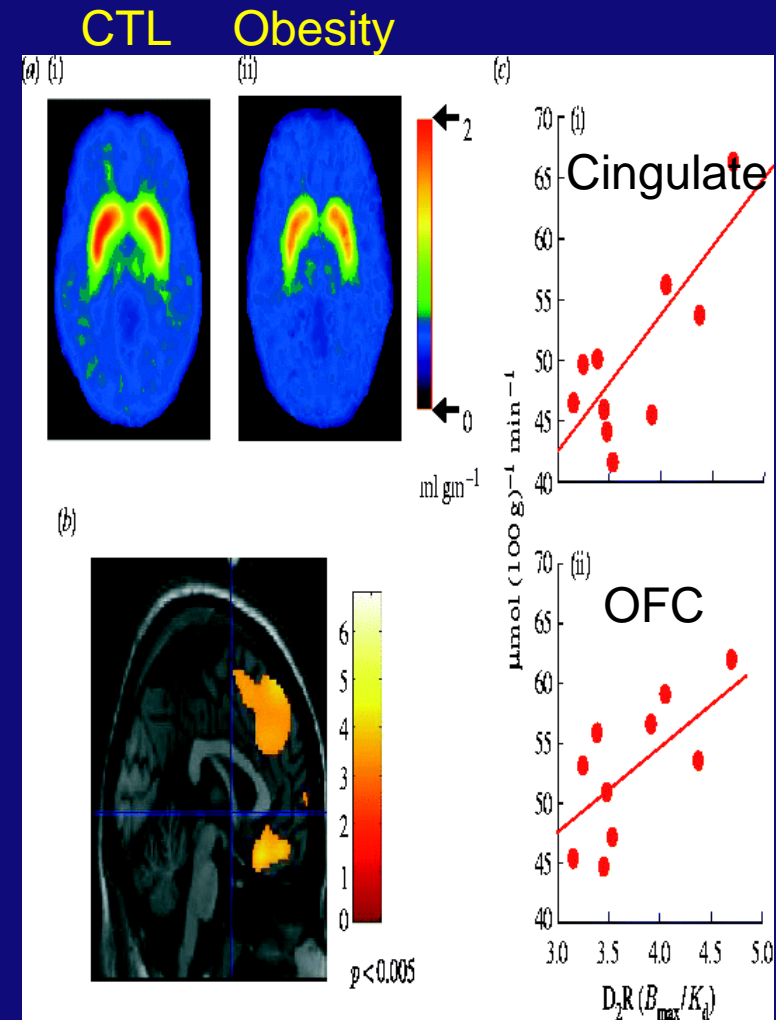 CTL Obesity
(a) (i)
(ii)
2
0
ml gm⁻¹
(b)
6
5
4
3
2
1
0
p<0.005
(c)
(i)
Cingulate
70
65
60
55
50
45
40
µmol (100 g)⁻¹ min⁻¹
(ii)
OFC
70
65
60
55
50
45
40
3.0 3.5 4.0 4.5 5.0
D₂R (Bmax/Kd)